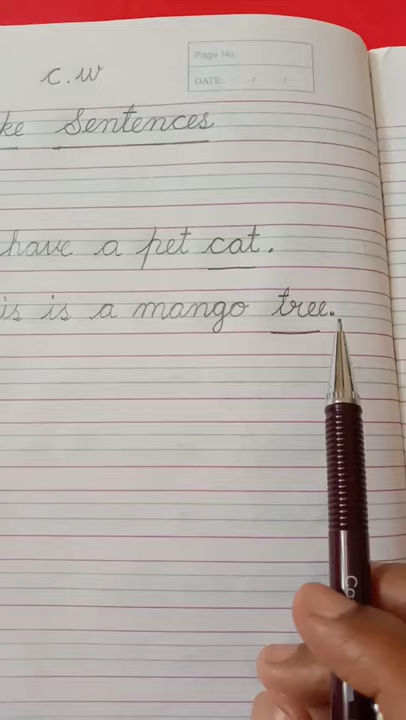 Page No.
DATE: / /
C.W
ke Sentences
have a pet cat.
is is a mango tree.